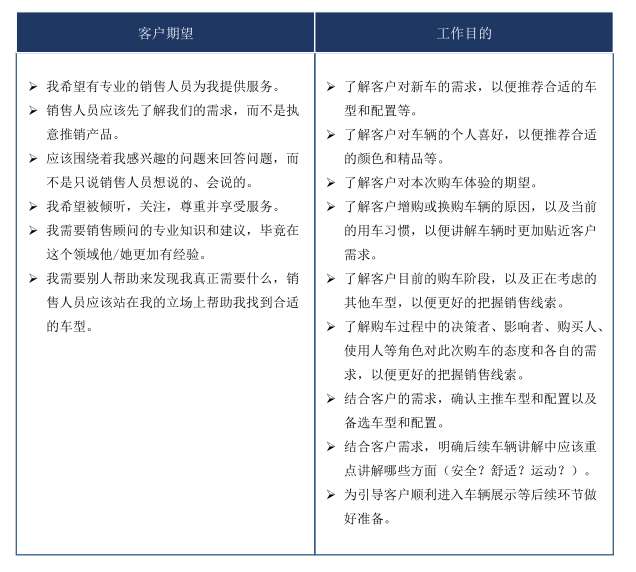 客户期望
工作目的
➢ 我希望有专业的销售人员为我提供服务。
➢ 销售人员应该先了解我们的需求，而不是执
意推销产品。
➢ 应该围绕着我感兴趣的问题来回答问题，而
不是只说销售人员想说的、会说的。
➢ 我希望被倾听，关注，尊重并享受服务。
➢ 我需要销售顾问的专业知识和建议，毕竟在
这个领域他/她更加有经验。
➢ 我需要别人帮助来发现我真正需要什么，销
售人员应该站在我的立场上帮助我找到合适
的车型。
➢ 了解客户对新车的需求，以便推荐合适的车
型和配置等。
➢ 了解客户对车辆的个人喜好，以便推荐合适
的颜色和精品等。
➢ 了解客户对本次购车体验的期望。
➢ 了解客户增购或换购车辆的原因，以及当前
的用车习惯，以便讲解车辆时更加贴近客户
需求。
➢ 了解客户目前的购车阶段，以及正在考虑的
其他车型，以便更好的把握销售线索。
➢ 了解购车过程中的决策者、影响者、购买人、
使用人等角色对此次购车的态度和各自的需
求，以便更好的把握销售线索。
➢ 结合客户的需求，确认主推车型和配置以及
备选车型和配置。
➢ 结合客户需求，明确后续车辆讲解中应该重
点讲解哪些方面（安全？舒适？运动？）。
➢ 为引导客户顺利进入车辆展示等后续环节做
好准备。